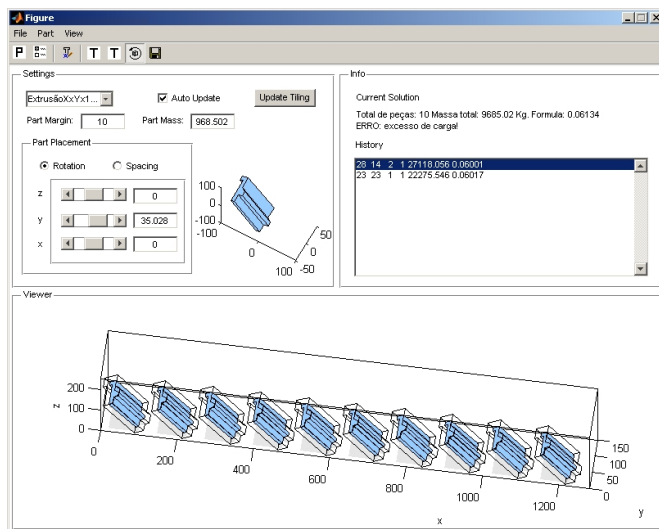 Figure
File Part View
P T T
Settings
ExtrusãoXxYx1...
Auto Update
Update Tiling
Part Margin: 10 Part Mass: 968.502
Part Placement
Rotation Spacing
z 0
y 35.028
x 0
100
0
-100
-100
0
100
-50
50
Info
Current Solution
Total de peças: 10 Massa total: 9685.02 Kg. Formula: 0.06134
ERRO: excesso de carga!
History
28 14 2 1 27118.056 0.06001
23 23 1 1 22275.546 0.06017
Viewer
z
200
100
0
0
200
400
600
800
1000
1200
x
150
100
50
0
y